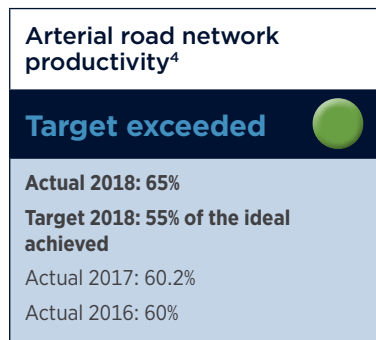 Arterial road network
productivity4
Target exceeded
Actual 2018: 65%
Target 2018: 55% of the ideal
achieved
Actual 2017: 60.2%
Actual 2016: 60%